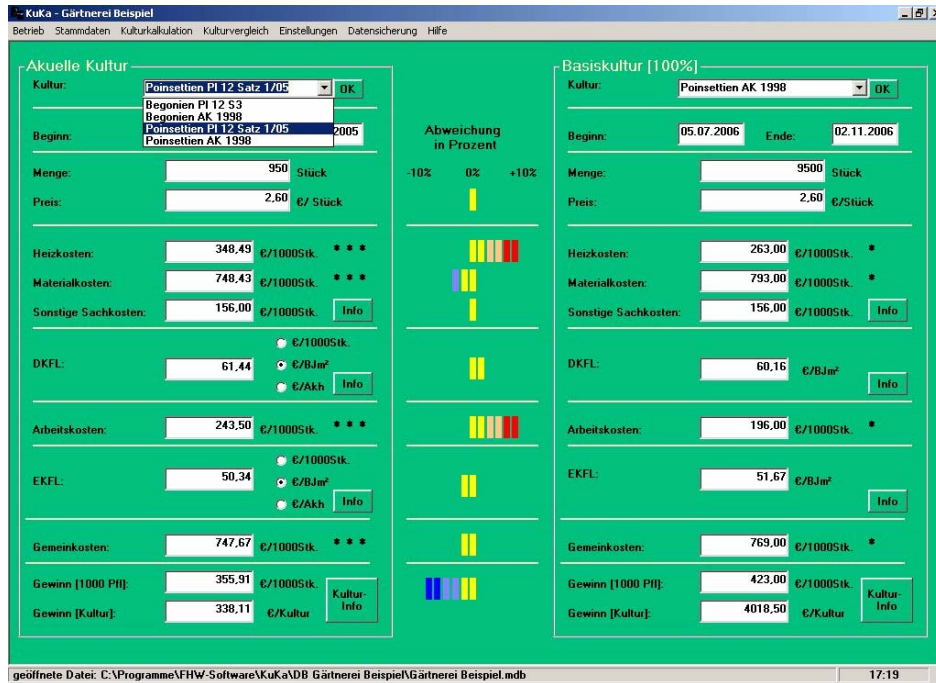 KuKa - Gärtnerei Beispiel
Betrieb Stammdaten Kulturkalkulation Kulturvergleich Einstellungen Datensicherung Hilfe
Akuelle Kultur
Kultur: Poinsettien PI 12 Satz 1/05 OK
Begonien PI 12 S3
Begonien AK 1998
Poinsettien PI 12 Satz 1/05
Poinsettien AK 1998
Beginn: 2005
Menge: 950 Stück
Preis: 2,60 €/ Stück
Heizkosten: 348,49 €/1000Stk. * * *
Materialkosten: 748,43 €/1000Stk. * * *
Sonstige Sachkosten: 156,00 €/1000Stk. Info
€/1000Stk.
DKFL: 61,44 €/BJm²
€/Akh Info
Arbeitskosten: 243,50 €/1000Stk. * * *
€/1000Stk.
EKFL: 50,34 €/BJm²
€/Akh Info
Gemeinkosten: 747,67 €/1000Stk. * * *
Gewinn [1000 Pfl]: 355,91 €/1000Stk.
Gewinn [Kultur]: 338,11 €/Kultur
Kultur-
Info
Abweichung
in Prozent
-10% 0% +10%
Basiskultur [100%]
Kultur: Poinsettien AK 1998 OK
Beginn: 05.07.2006 Ende: 02.11.2006
Menge: 9500 Stück
Preis: 2,60 €/Stück
Heizkosten: 263,00 €/1000Stk. *
Materialkosten: 793,00 €/1000Stk. *
Sonstige Sachkosten: 156,00 €/1000Stk. Info
DKFL: 60,16 €/BJm²
Info
Arbeitskosten: 196,00 €/1000Stk. *
EKFL: 51,67 €/BJm²
Info
Gemeinkosten: 769,00 €/1000Stk. *
Gewinn [1000 Pfl]: 423,00 €/1000Stk.
Gewinn [Kultur]: 4018,50 €/Kultur
Kultur-
Info
geöffnete Datei: C:\Programme\FHW-Software\KuKa\DB Gärtnerei Beispiel\Gärtnerei Beispiel.mdb 17:19